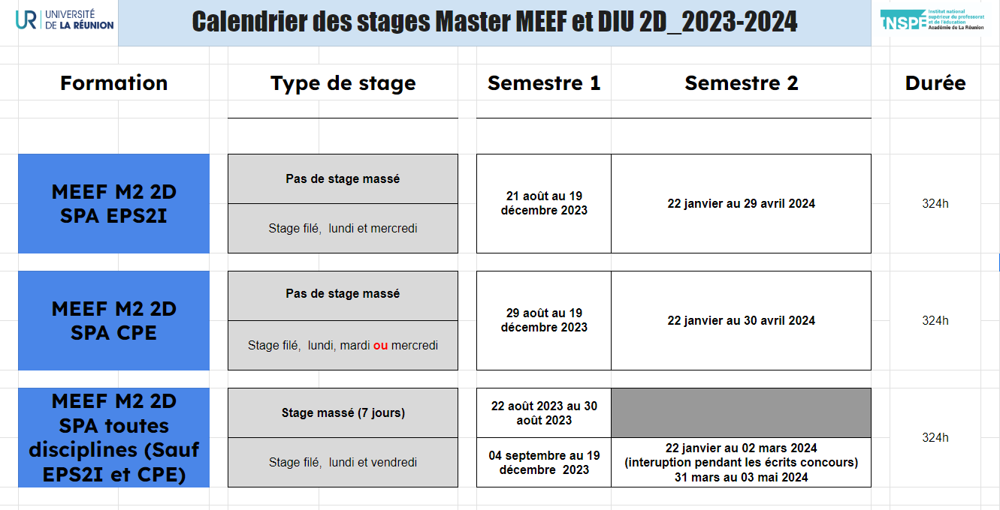 UR UNIVERSITÉ
DE LA RÉUNION
Calendrier des stages Master MEEF et DIU 2D_2023-2024
INSPÉ
Institut national
supérieur du professorat
et de l'éducation
Académie de La Réunion
Formation
Type de stage
Semestre 1
Semestre 2
Durée
MEEF M2 2D
SPA EPS2I
Pas de stage massé
Stage filé, lundi et mercredi
21 août au 19
décembre 2023
22 janvier au 29 avril 2024
324h
MEEF M2 2D
SPA CPE
Pas de stage massé
Stage filé, lundi, mardi ou mercredi
29 août au 19
décembre 2023
22 janvier au 30 avril 2024
324h
MEEF M2 2D
SPA toutes
disciplines (Sauf
EPS2I et CPE)
Stage massé (7 jours)
22 août 2023 au 30
août 2023
Stage filé, lundi et vendredi
04 septembre au 19
décembre 2023
22 janvier au 02 mars 2024
(interuption pendant les écrits concours)
31 mars au 03 mai 2024
324h